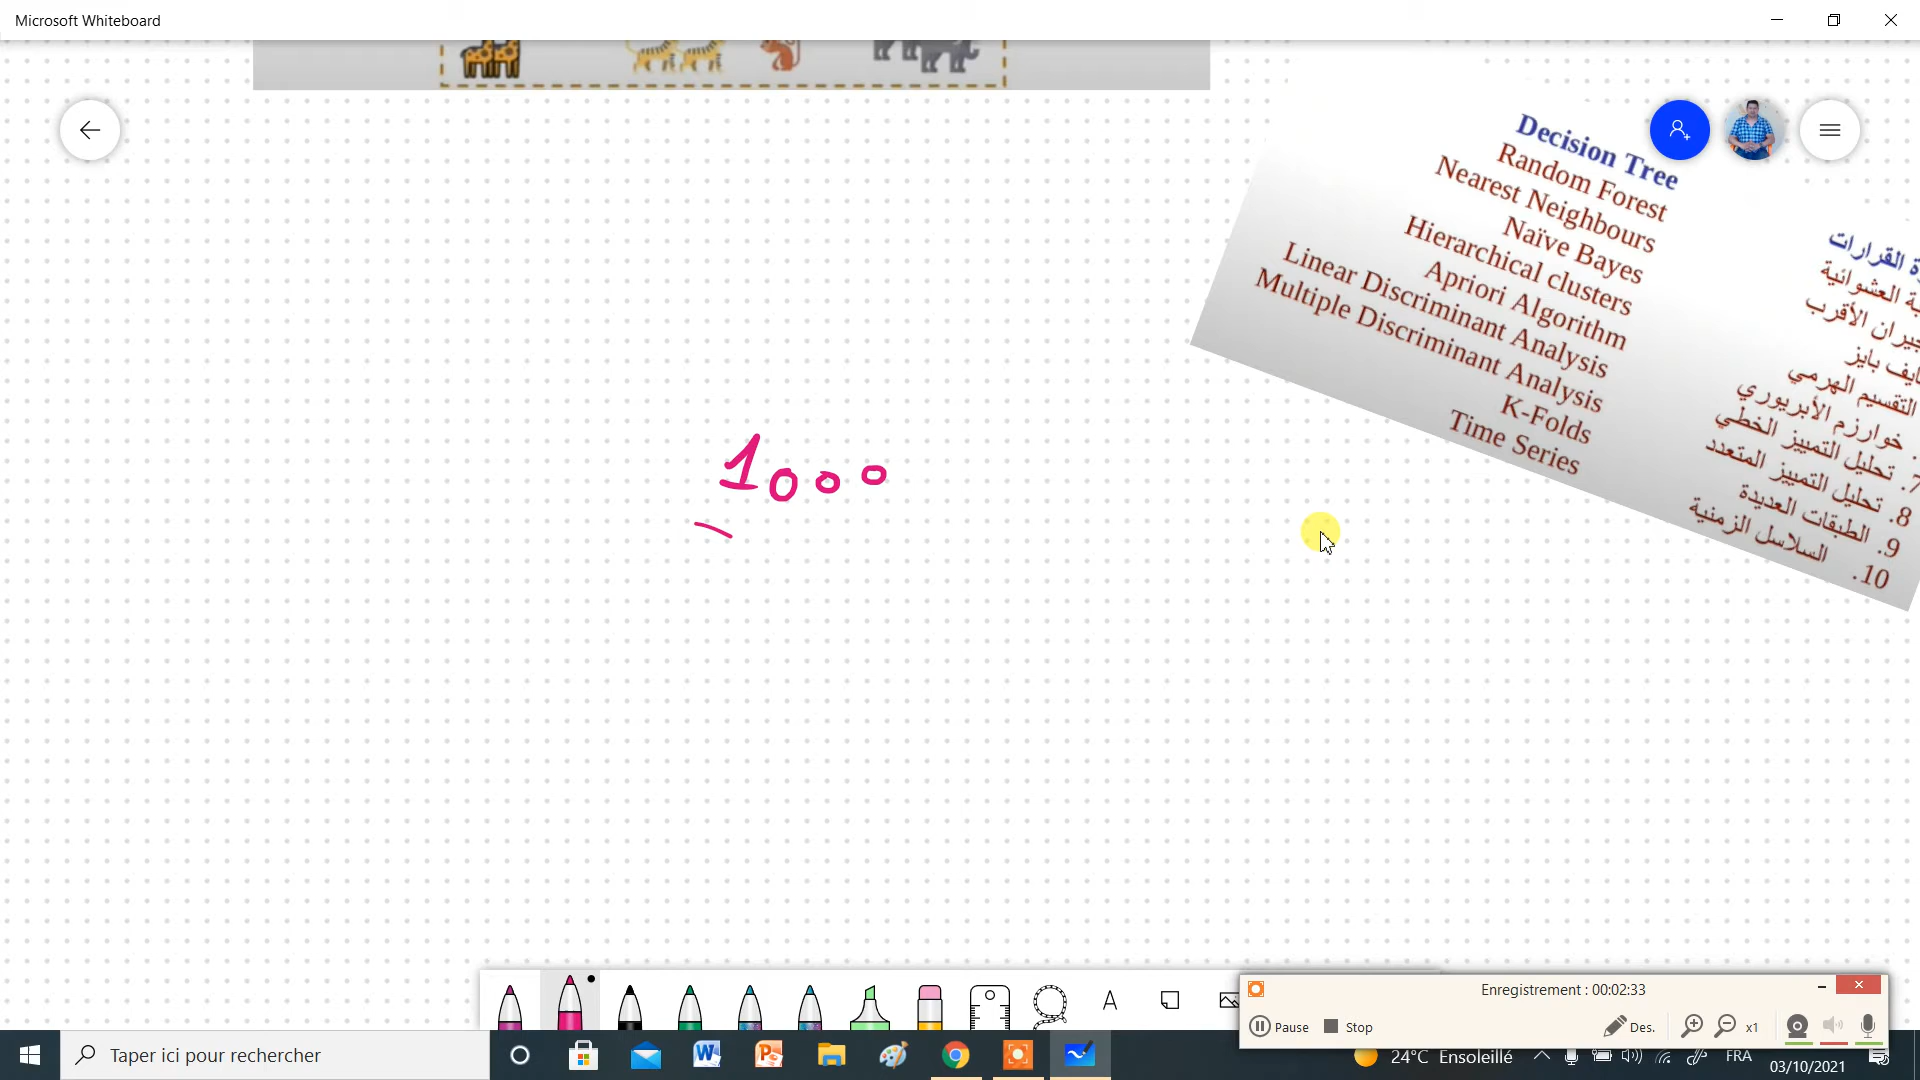 Microsoft Whiteboard
Decision Tree
Random Forest
Nearest Neighbours
Naïve Bayes
Hierarchical clusters
Apriori Algorithm
Linear Discriminant Analysis
Multiple Discriminant Analysis
K-Folds
Time Series
القرارات
العشوائية
الأقرب
بايز
التقسيم الهرمي
خوارزم الأبريوري
7. تحليل التمييز الخطي
8. تحليل التمييز المتعدد
9. الطبقات العديدة
10. السلاسل الزمنية
1000
A
Enregistrement : 00:02:33
Pause Stop Des. x1
Taper ici pour rechercher
24°C Ensoleillé
FRA
03/10/2021